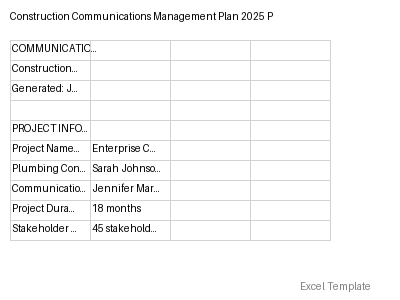 Construction Communications Management Plan 2025 P
COMMUNICATIO...
Construction...
Generated: J...
PROJECT INFO...
Project Name... Enterprise C...
Plumbing Con... Sarah Johnso...
Communicatio... Jennifer Mar...
Project Dura... 18 months
Stakeholder ... 45 stakehold...
Excel Template